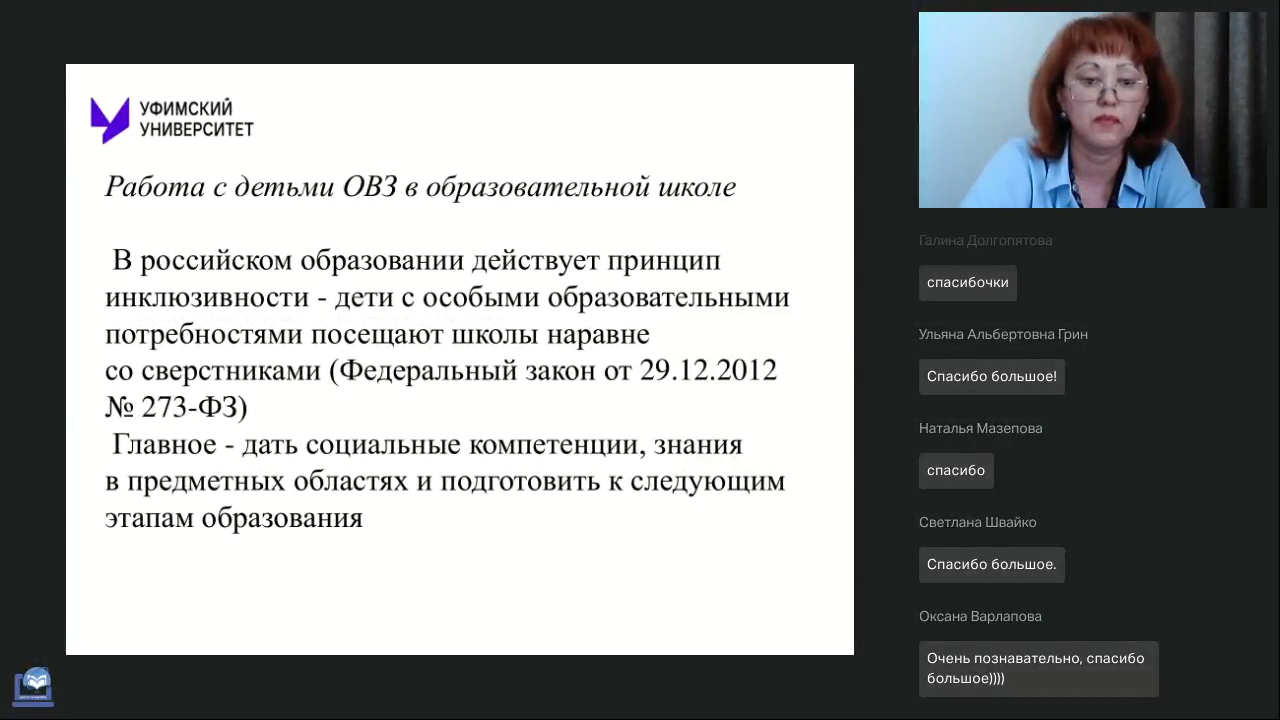 УФИМСКИЙ
УНИВЕРСИТЕТ
Работа с детьми ОВЗ в образовательной школе
В российском образовании действует принцип
инклюзивности - дети с особыми образовательными
потребностями посещают школы наравне
со сверстниками (Федеральный закон от 29.12.2012
№ 273-ФЗ)
Главное - дать социальные компетенции, знания
в предметных областях и подготовить к следующим
этапам образования
Галина Долгопятова
спасибочки
Ульяна Альбертовна Грин
Спасибо большое!
Наталья Мазепова
спасибо
Светлана Швайко
Спасибо большое.
Оксана Варлапова
Очень познавательно, спасибо
большое))))